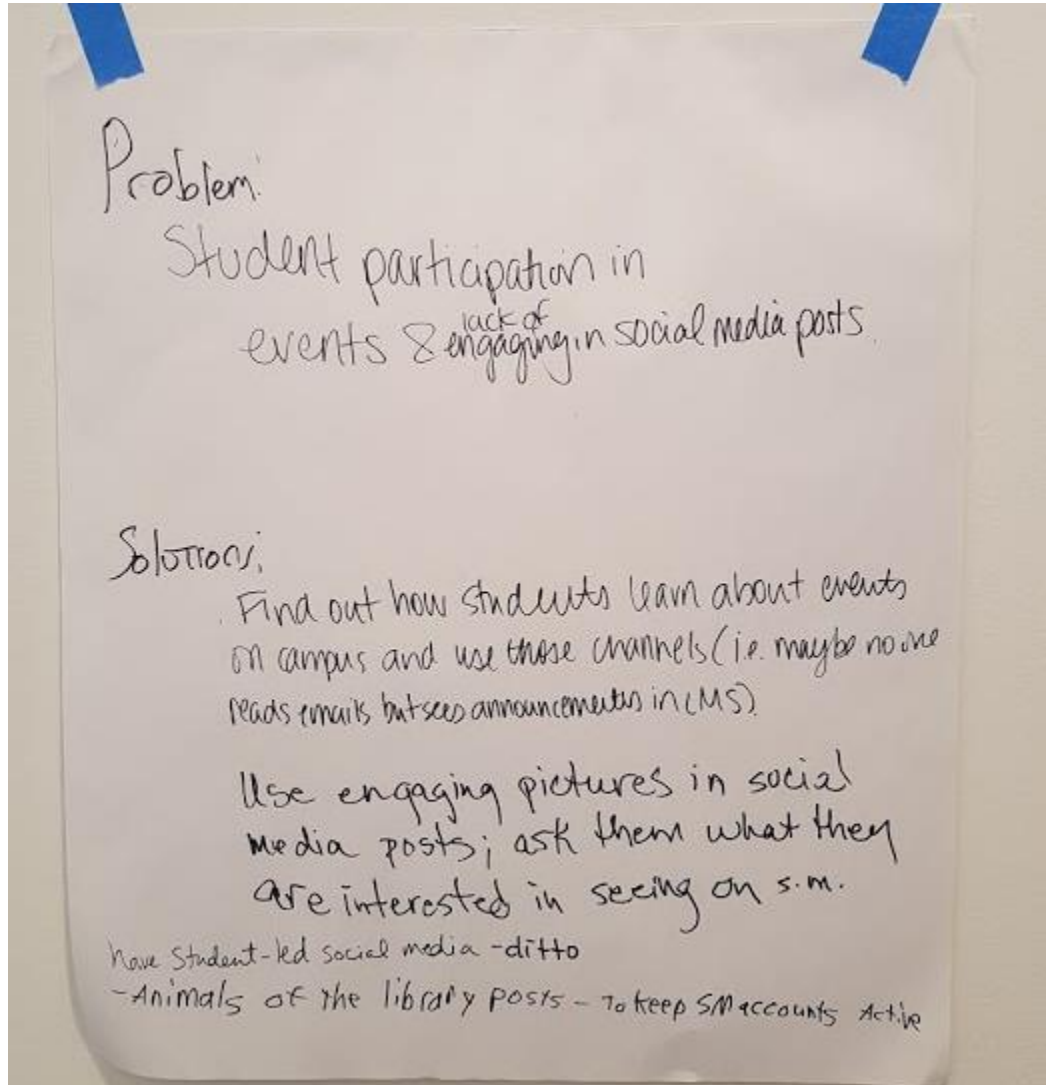 Problem:
Student participation in
lack of
events & engaging in social media posts.
Solutions:
Find out how students learn about events
on campus and use those channels (i.e. maybe no one
reads emails but sees announcements in LMS).
Use engaging pictures in social
media posts; ask them what they
are interested in seeing on s.m.
have Student-led social media - ditto
- Animals of the library posts - To keep SM accounts Active